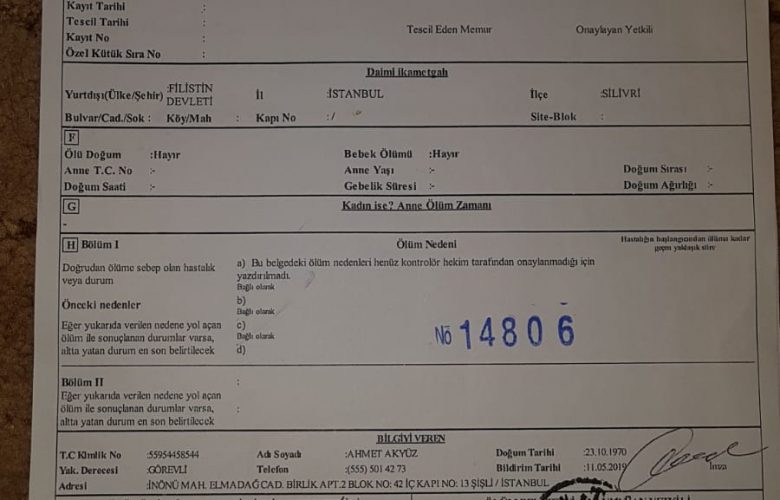 Kayıt Tarihi :
Tescil Tarihi :
Kayıt No : Tescil Eden Memur Onaylayan Yetkili
Özel Kütük Sıra No :
Daimi ikametgah
Yurtdışı(Ülke/Şehir) :FİLİSTİN DEVLETİ İl :İSTANBUL İlçe :SİLİVRİ
Bulvar/Cad./Sok : Köy/Mah : Kapı No : / Site-Blok :
F
Ölü Doğum :Hayır Bebek Ölümü :Hayır
Anne T.C. No :- Anne Yaşı :- Doğum Sırası :-
Doğum Saati :- Gebelik Süresi :- Doğum Ağırlığı :-
G Kadın ise? Anne Ölüm Zamanı
-
H Bölüm I Ölüm Nedeni Hastalığın başlangıcından ölüme kadar
geçen yaklaşık süre
Doğrudan ölüme sebep olan hastalık
veya durum
a) Bu belgedeki ölüm nedenleri henüz kontrolör hekim tarafından onaylanmadığı için
yazdırılmadı.
Bağlı olarak
Önceki nedenler
b)
Bağlı olarak
Eğer yukarıda verilen nedene yol açan
ölüm ile sonuçlanan durumlar varsa,
altta yatan durum en son belirtilecek
c)
Bağlı olarak
d)
No 14806
Bölüm II :
Eğer yukarıda verilen nedene yol açan
ölüm ile sonuçlanan durumlar varsa, :
altta yatan durum en son belirtilecek
BİLGİYİ VEREN
T.C Kimlik No :55954458544 Adı Soyadı :AHMET AKYÜZ Doğum Tarihi :23.10.1970
Yak. Derecesi :GÖREVLİ Telefon :(555) 501 42 73 Bildirim Tarihi :11.05.2019 İmza
Adresi :İNÖNÜ MAH. ELMADAĞ CAD. BİRLİK APT.2 BLOK NO: 42 İÇ KAPI NO: 13 ŞİŞLİ / İSTANBUL